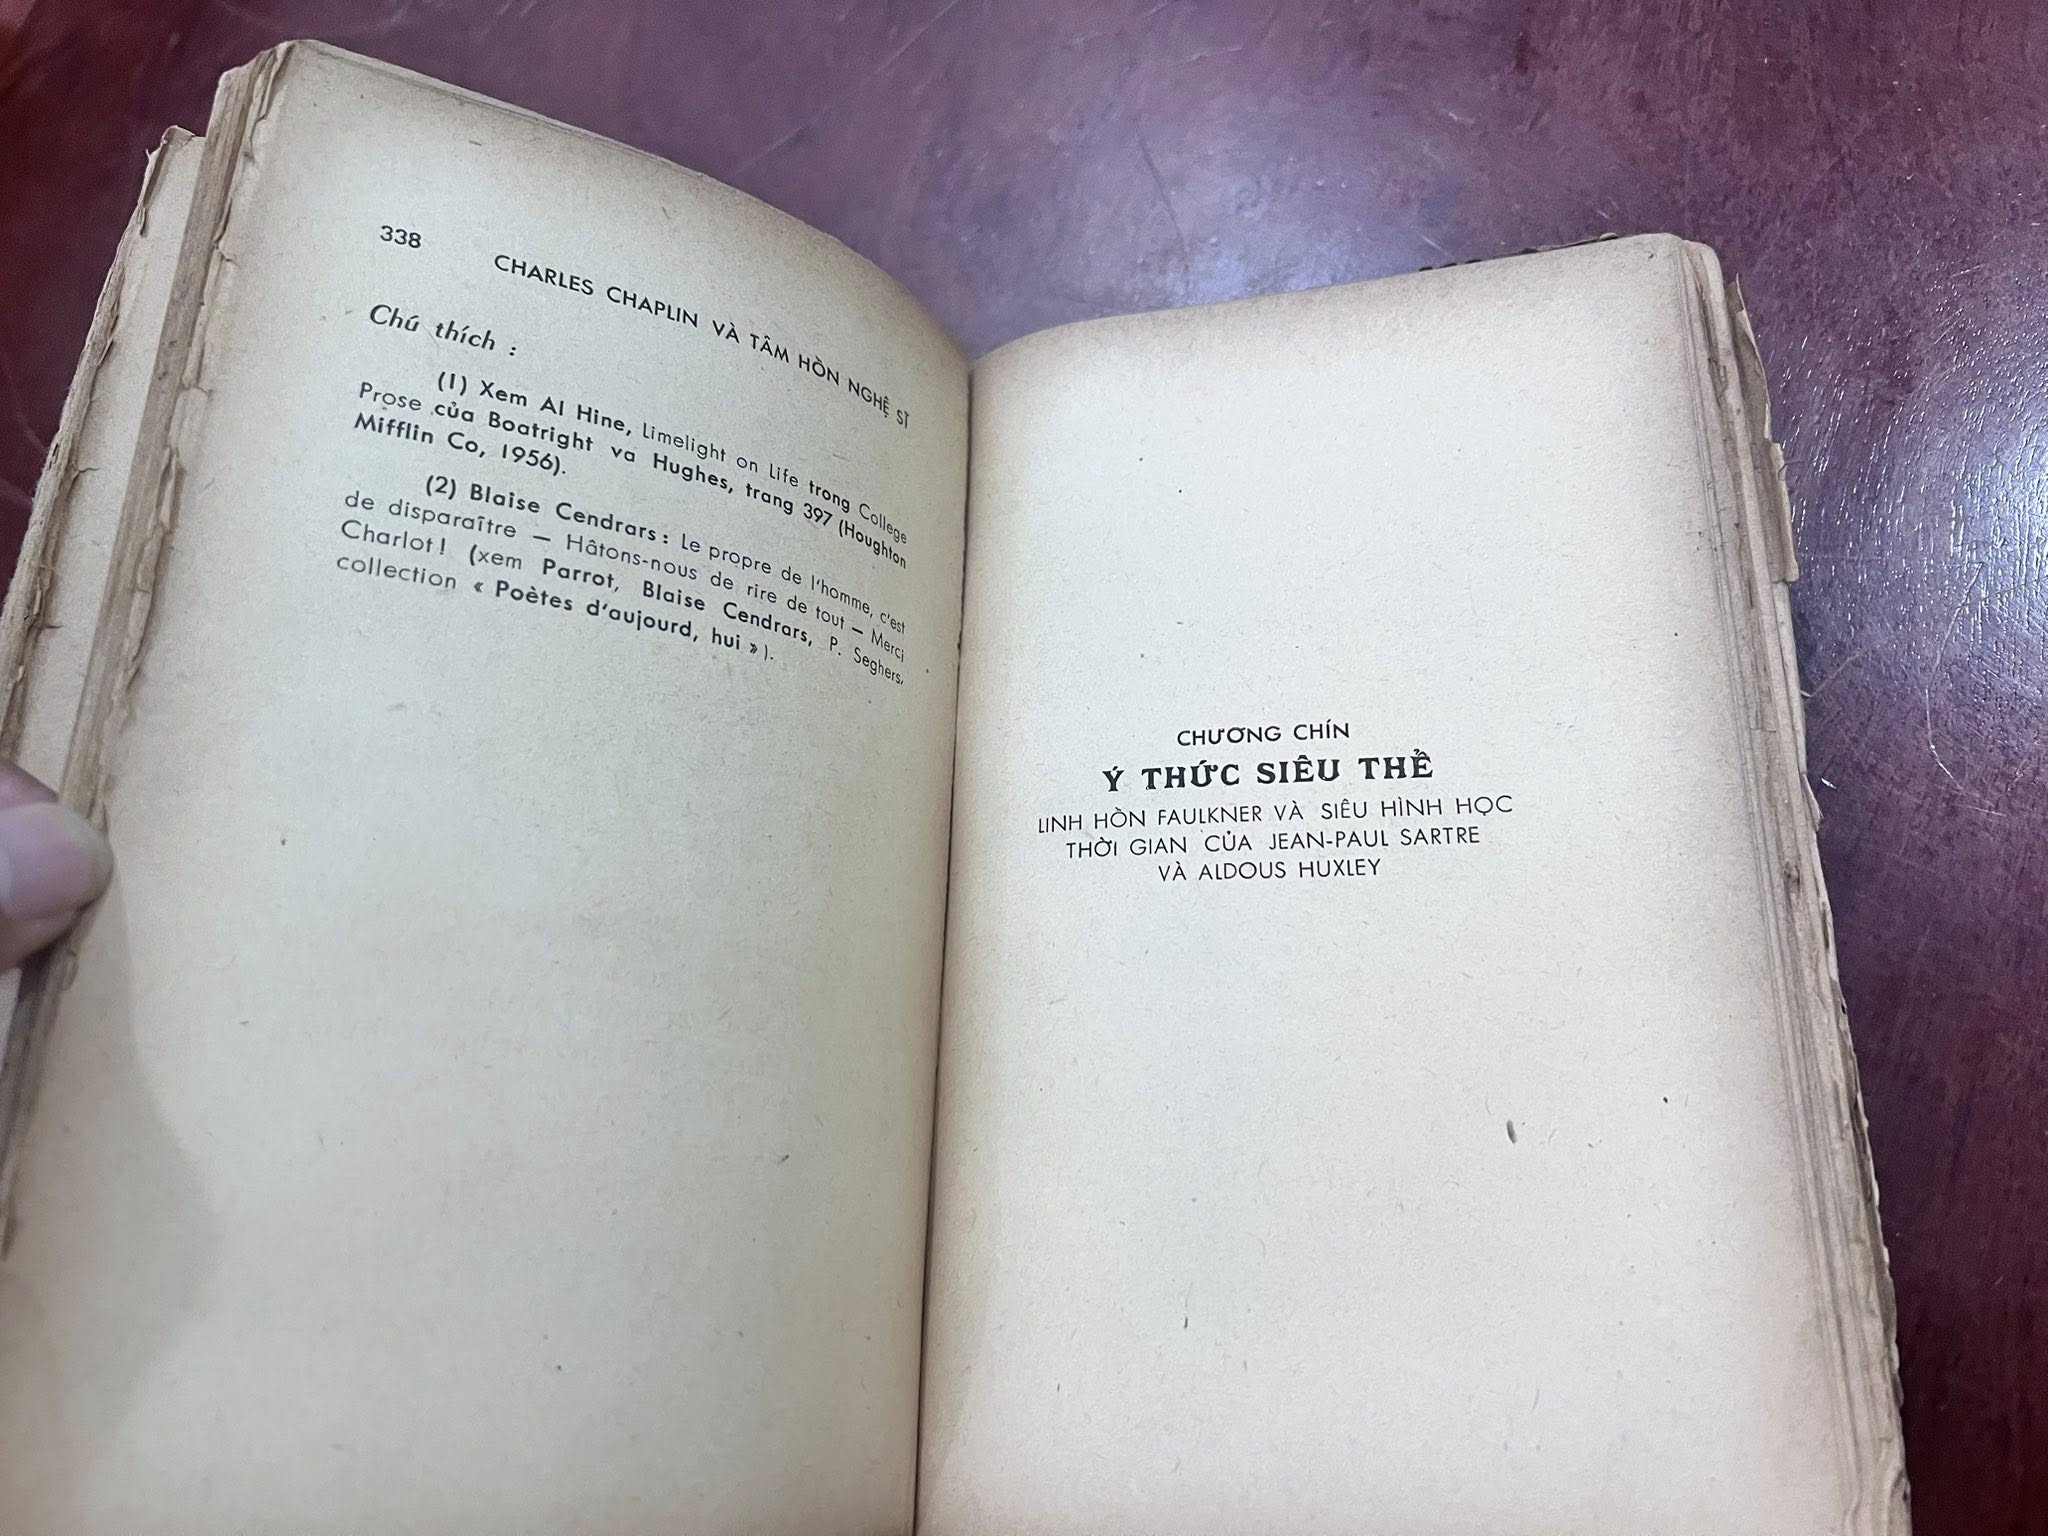 338 CHARLES CHAPLIN VÀ TÂM HỒN NGHỆ SĨ
Chú thích :
(1) Xem Al Hine, Limelight on Life trong College
Prose của Boatright va Hughes, trang 397 (Houghton
Mifflin Co, 1956).
(2) Blaise Cendrars : Le propre de l'homme, c'est
de disparaître — Hâtons-nous de rire de tout — Merci
Charlot ! (xem Parrot, Blaise Cendrars, P. Seghers,
collection « Poètes d'aujourd, hui » ).
CHƯƠNG CHÍN
Ý THỨC SIÊU THỂ
LINH HỒN FAULKNER VÀ SIÊU HÌNH HỌC
THỜI GIAN CỦA JEAN-PAUL SARTRE
VÀ ALDOUS HUXLEY